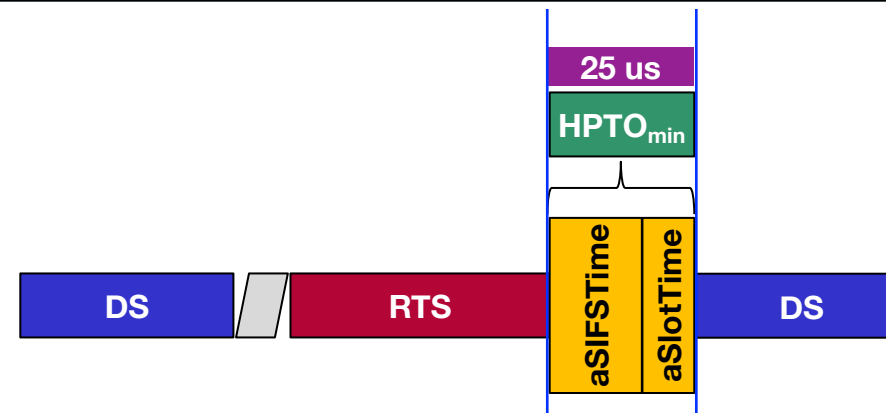 25 us
HPTOmin
DS
RTS
aSIFSTime
aSlotTime
DS